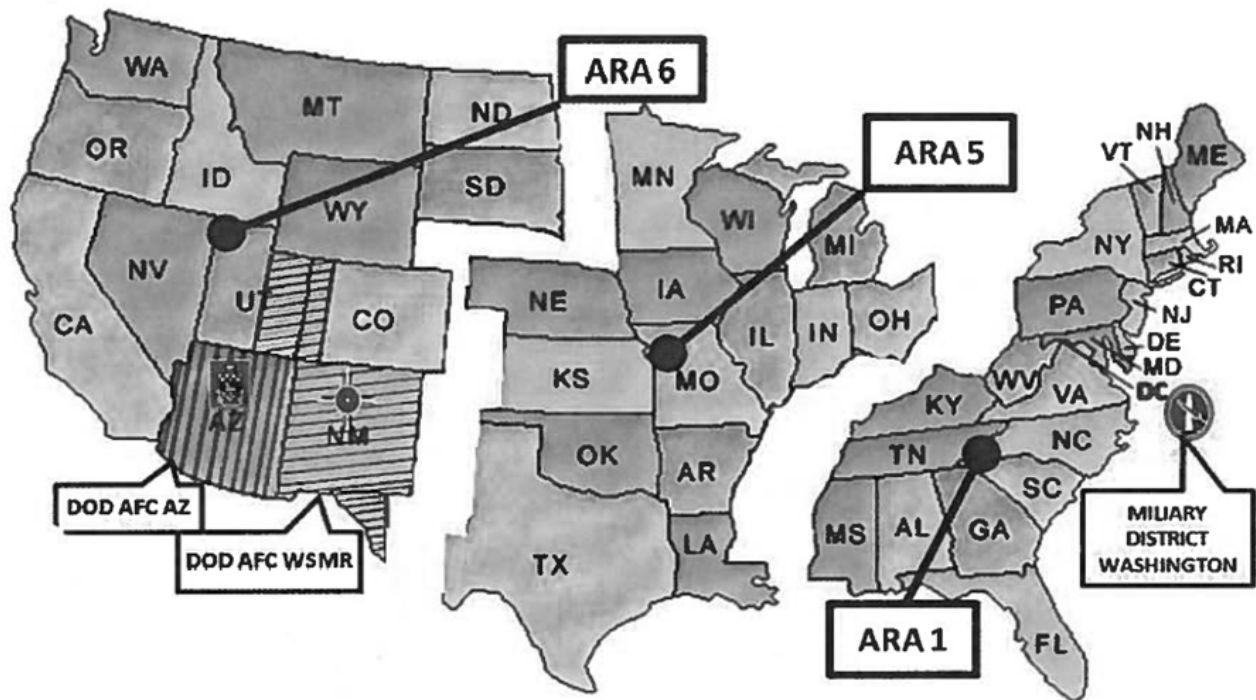 ARA 6
WA
MT
ND
OR
ID
SD
WY
NV
UT
CO
CA
AZ
NM
DOD AFC AZ
DOD AFC WSMR
ARA 5
MN
WI
MI
IA
NE
IL
IN
OH
KS
MO
OK
AR
TX
LA
NH
VT
ME
MA
NY
RI
CT
PA
NJ
DE
MD
DC
WV
VA
KY
NC
TN
SC
MS
AL
GA
FL
MILIARY
DISTRICT
WASHINGTON
ARA 1